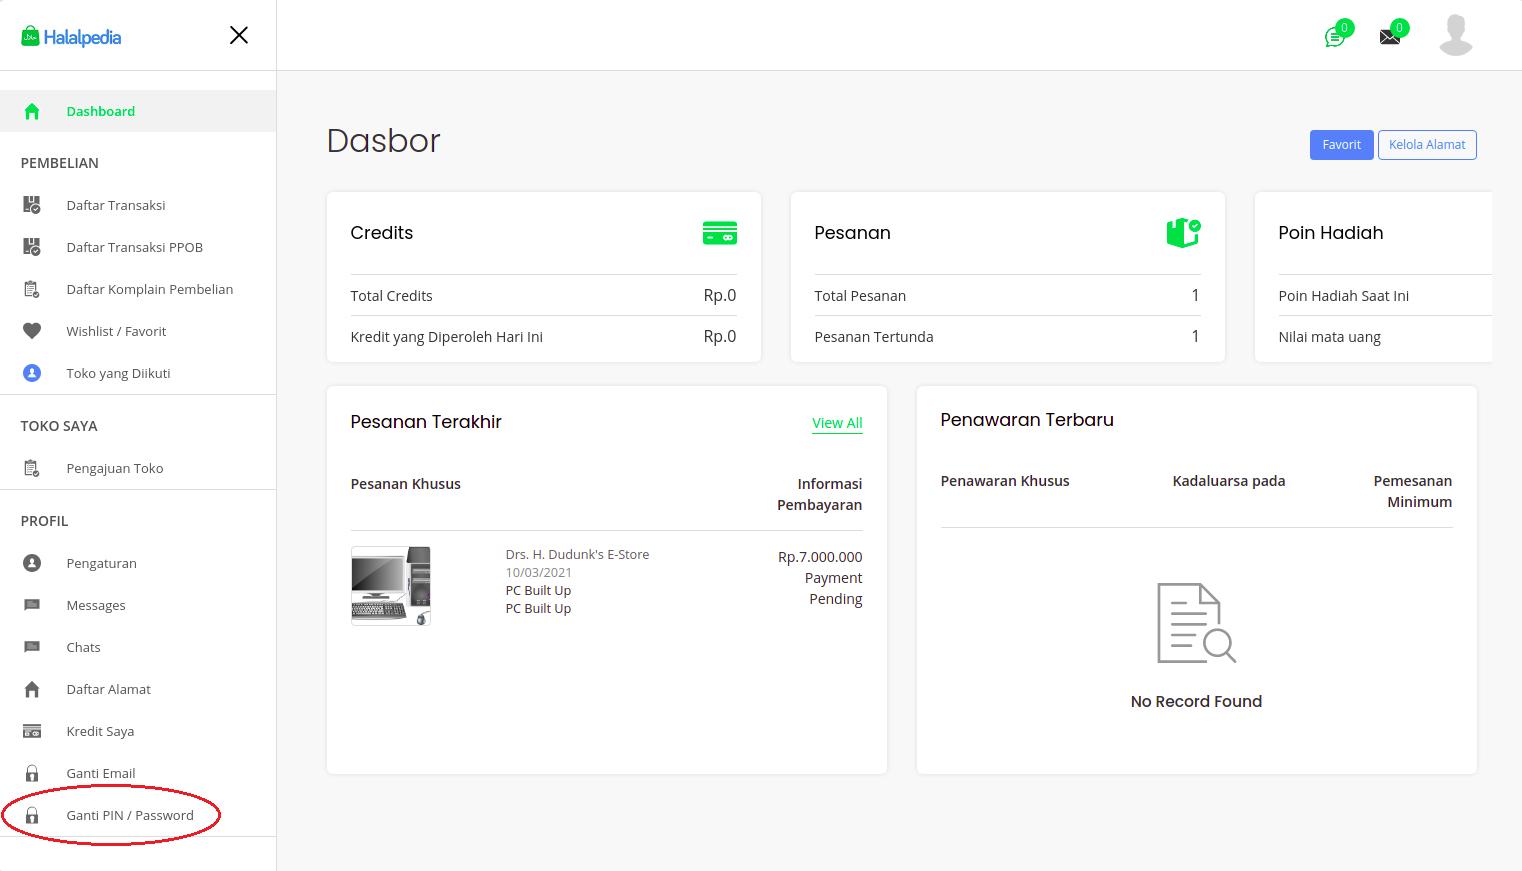 Halalpedia
0
0
Dashboard
PEMBELIAN
Daftar Transaksi
Daftar Transaksi PPOB
Daftar Komplain Pembelian
Wishlist / Favorit
Toko yang Diikuti
TOKO SAYA
Pengajuan Toko
PROFIL
Pengaturan
Messages
Chats
Daftar Alamat
Kredit Saya
Ganti Email
Ganti PIN / Password
Dasbor
Favorit
Kelola Alamat
Credits
Total Credits Rp.0
Kredit yang Diperoleh Hari Ini Rp.0
Pesanan
Total Pesanan 1
Pesanan Tertunda 1
Poin Hadiah
Poin Hadiah Saat Ini
Nilai mata uang
Pesanan Terakhir View All
Pesanan Khusus Informasi
Pembayaran
Drs. H. Dudunk's E-Store
10/03/2021
PC Built Up
PC Built Up
Rp.7.000.000
Payment
Pending
Penawaran Terbaru
Penawaran Khusus Kadaluarsa pada Pemesanan
Minimum
No Record Found